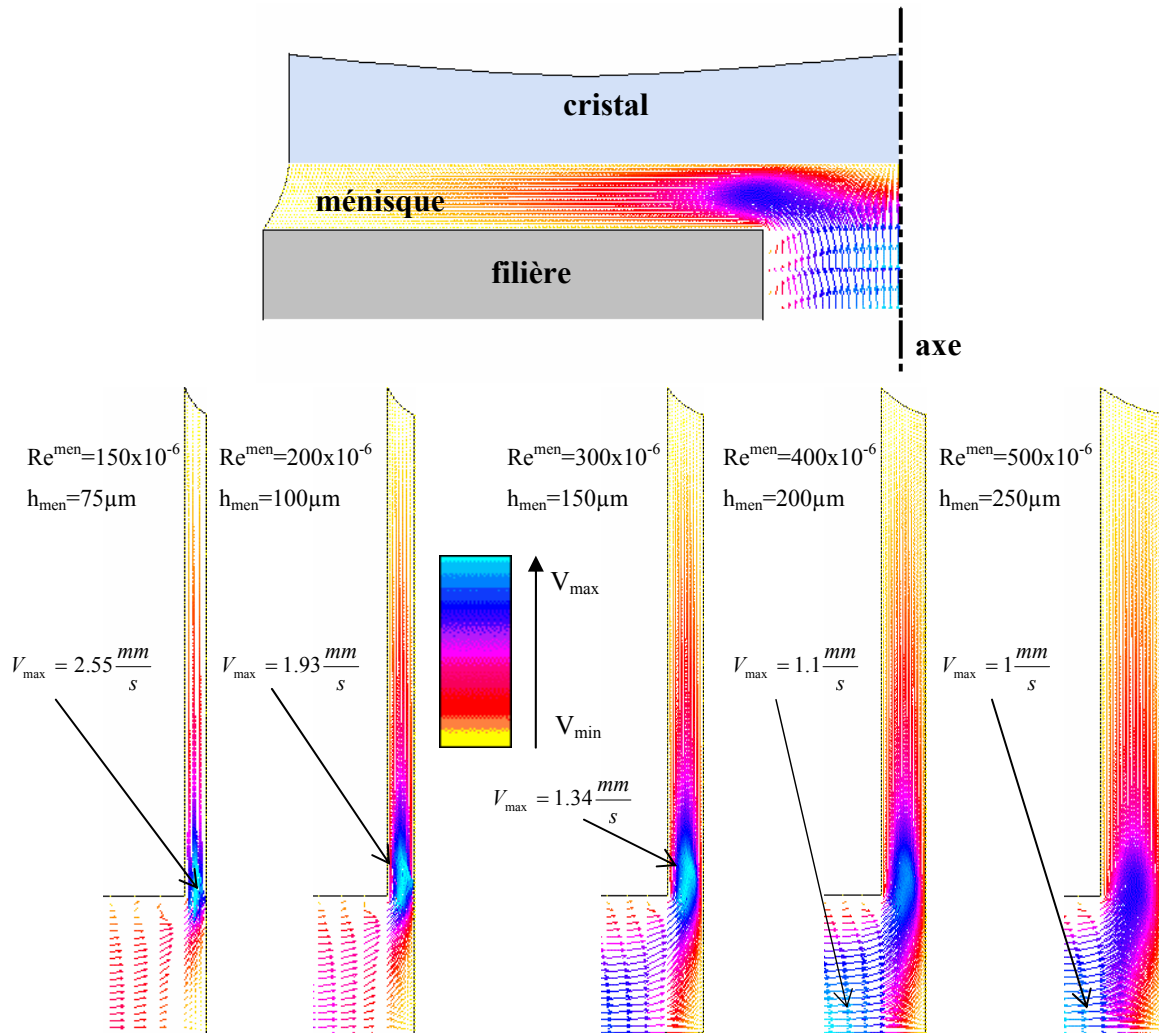 cristal
ménisque
filière
axe
Re^men=150x10^-6
h_men=75µm
Re^men=200x10^-6
h_men=100µm
Re^men=300x10^-6
h_men=150µm
Re^men=400x10^-6
h_men=200µm
Re^men=500x10^-6
h_men=250µm
V_max
V_min
V_max = 2.55 mm/s
V_max = 1.93 mm/s
V_max = 1.34 mm/s
V_max = 1.1 mm/s
V_max = 1 mm/s